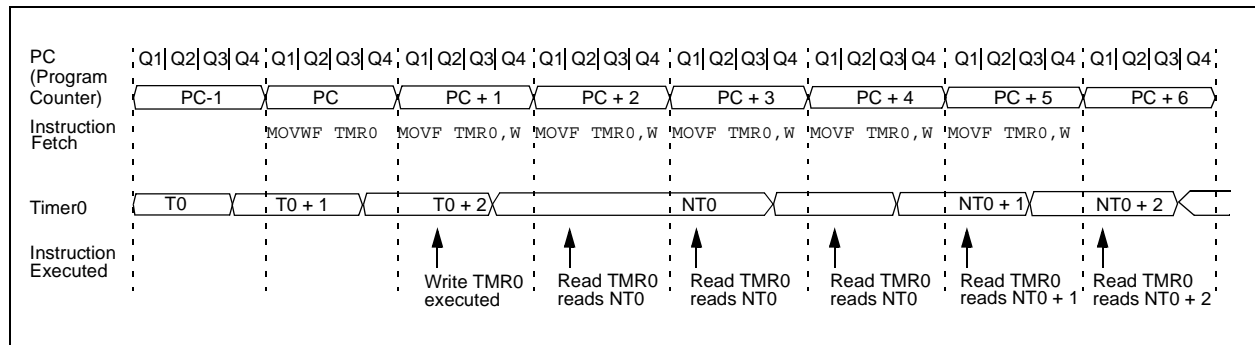 PC
(Program
Counter)
Q1 Q2 Q3 Q4 Q1 Q2 Q3 Q4 Q1 Q2 Q3 Q4 Q1 Q2 Q3 Q4 Q1 Q2 Q3 Q4 Q1 Q2 Q3 Q4 Q1 Q2 Q3 Q4 Q1 Q2 Q3 Q4
PC-1 PC PC + 1 PC + 2 PC + 3 PC + 4 PC + 5 PC + 6
Instruction
Fetch
MOVWF TMR0 MOVF TMR0,W MOVF TMR0,W MOVF TMR0,W MOVF TMR0,W MOVF TMR0,W
Timer0
T0 T0 + 1 T0 + 2 NT0 NT0 + 1 NT0 + 2
Instruction
Executed
Write TMR0
executed
Read TMR0
reads NT0
Read TMR0
reads NT0
Read TMR0
reads NT0
Read TMR0
reads NT0 + 1
Read TMR0
reads NT0 + 2